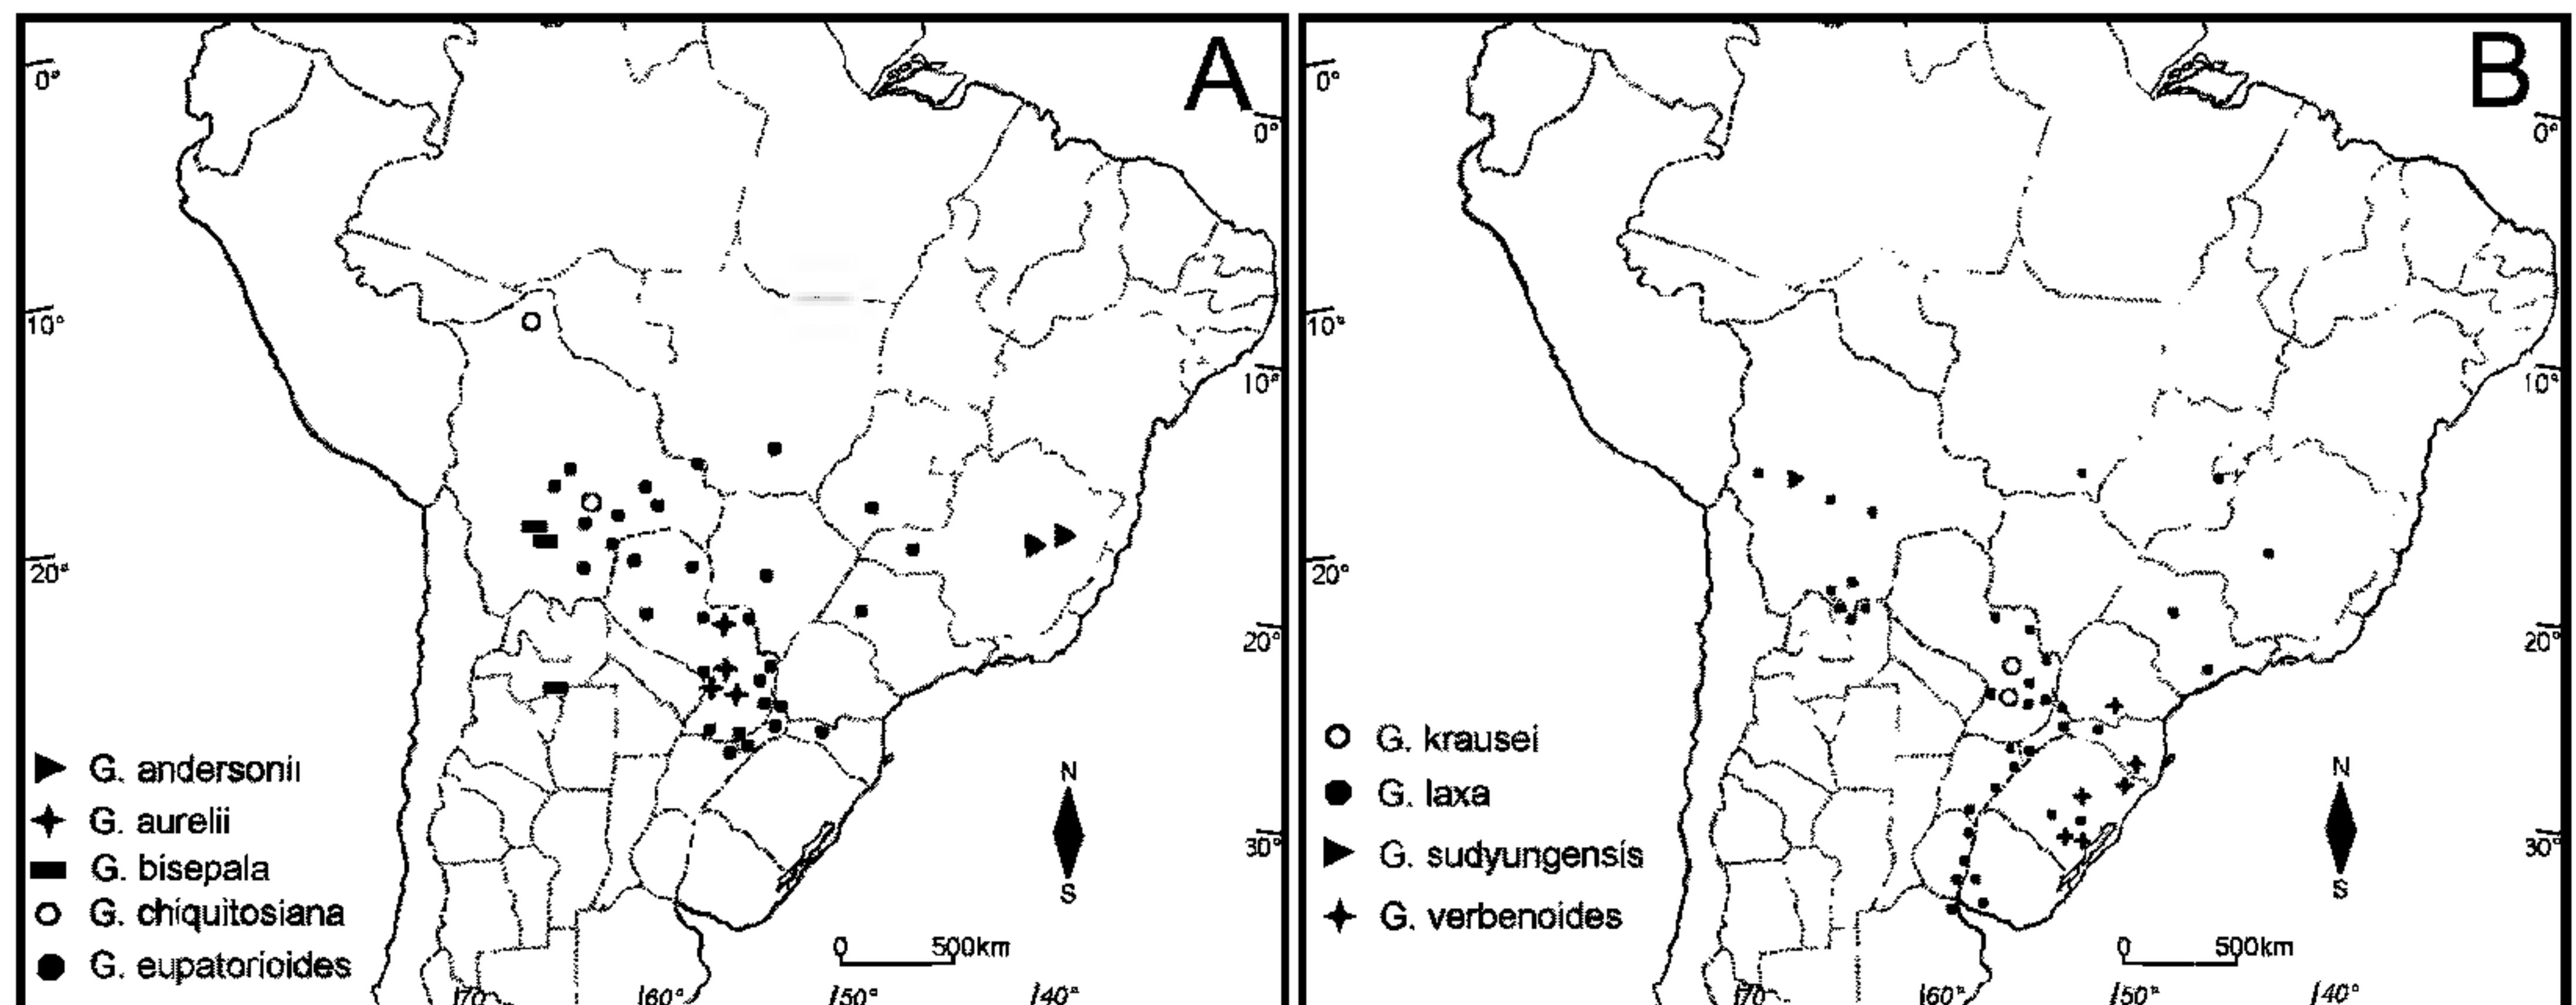 A
0°
0°
10°
10°
20°
20°
30°
G. andersonii
G. aurelii
G. bisepala
G. chiquitosiana
G. eupatorioides
N
S
0 500km
70 60° 50° 40°
B
0°
0°
10°
10°
20°
20°
30°
G. krausei
G. laxa
G. sudyungensis
G. verbenoides
N
S
0 500km
70 60° 50° 40°